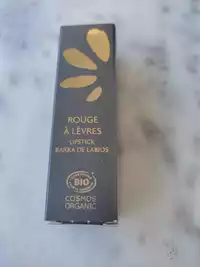 ROUGE
À LÈVRES
LIPSTICK
BARRA DE LABIOS
BIO
COSMOS
ORGANIC